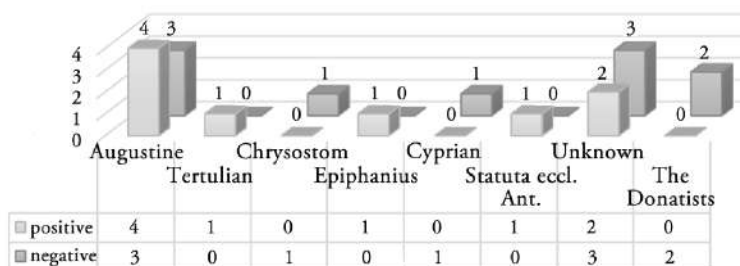 4 3 3
4 1 0 1 1 0 1 1 0 2 2
3 0 0 0
2
1
0
Augustine Chrysostom Cyprian Unknown
Tertulian Epiphanius Statuta eccl. The
Ant. Donatists
positive 4 1 0 1 0 1 2 0
negative 3 0 1 0 1 0 3 2